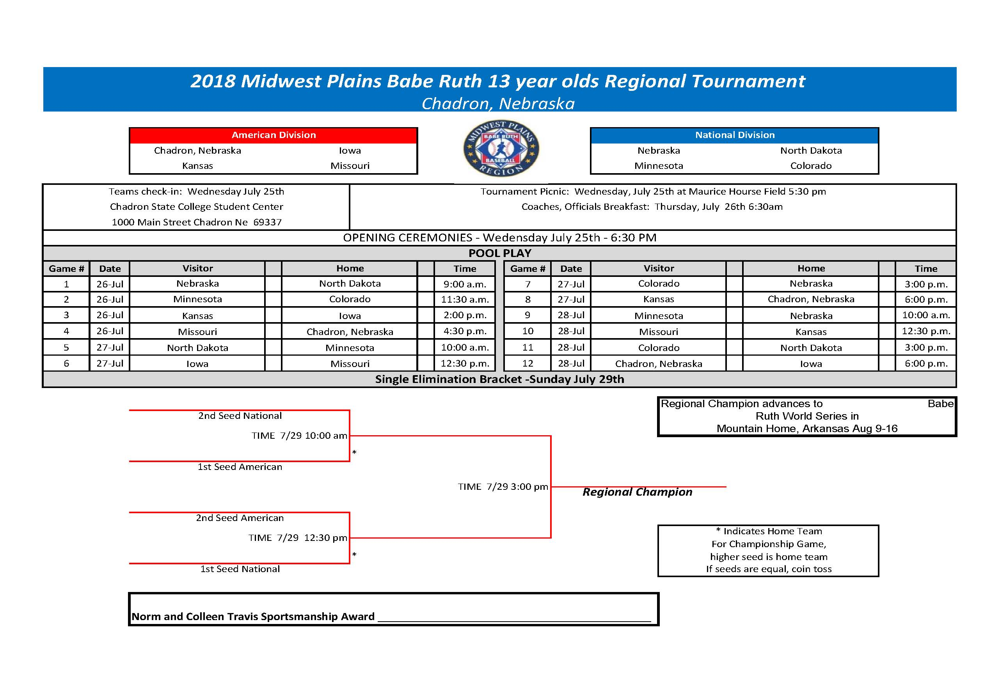 2018 Midwest Plains Babe Ruth 13 year olds Regional Tournament
Chadron, Nebraska
American Division
Chadron, Nebraska Iowa
Kansas Missouri
MIDWEST PLAINS
BABE RUTH
BASEBALL
REGION
National Division
Nebraska North Dakota
Minnesota Colorado
Teams check-in: Wednesday July 25th
Chadron State College Student Center
1000 Main Street Chadron Ne 69337
Tournament Picnic: Wednesday, July 25th at Maurice Hourse Field 5:30 pm
Coaches, Officials Breakfast: Thursday, July 26th 6:30am
OPENING CEREMONIES - Wedensday July 25th - 6:30 PM
POOL PLAY
Game # Date Visitor Home Time Game # Date Visitor Home Time
1 26-Jul Nebraska North Dakota 9:00 a.m. 7 27-Jul Colorado Nebraska 3:00 p.m.
2 26-Jul Minnesota Colorado 11:30 a.m. 8 27-Jul Kansas Chadron, Nebraska 6:00 p.m.
3 26-Jul Kansas Iowa 2:00 p.m. 9 28-Jul Minnesota Nebraska 10:00 a.m.
4 26-Jul Missouri Chadron, Nebraska 4:30 p.m. 10 28-Jul Missouri Kansas 12:30 p.m.
5 27-Jul North Dakota Minnesota 10:00 a.m. 11 28-Jul Colorado North Dakota 3:00 p.m.
6 27-Jul Iowa Missouri 12:30 p.m. 12 28-Jul Chadron, Nebraska Iowa 6:00 p.m.
Single Elimination Bracket -Sunday July 29th
Regional Champion advances to Babe
Ruth World Series in
Mountain Home, Arkansas Aug 9-16
2nd Seed National
TIME 7/29 10:00 am
*
1st Seed American
TIME 7/29 3:00 pm
Regional Champion
2nd Seed American
TIME 7/29 12:30 pm
*
1st Seed National
* Indicates Home Team
For Championship Game,
higher seed is home team
If seeds are equal, coin toss
Norm and Colleen Travis Sportsmanship Award ______________________________________________